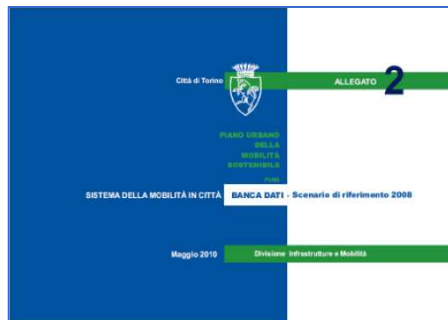 Città di Torino ALLEGATO 2
PIANO URBANO
DELLA
MOBILITÀ
SOSTENIBILE
PUMS
SISTEMA DELLA MOBILITÀ IN CITTÀ BANCA DATI - Scenario di riferimento 2008
Maggio 2010 Divisione Infrastrutture e Mobilità